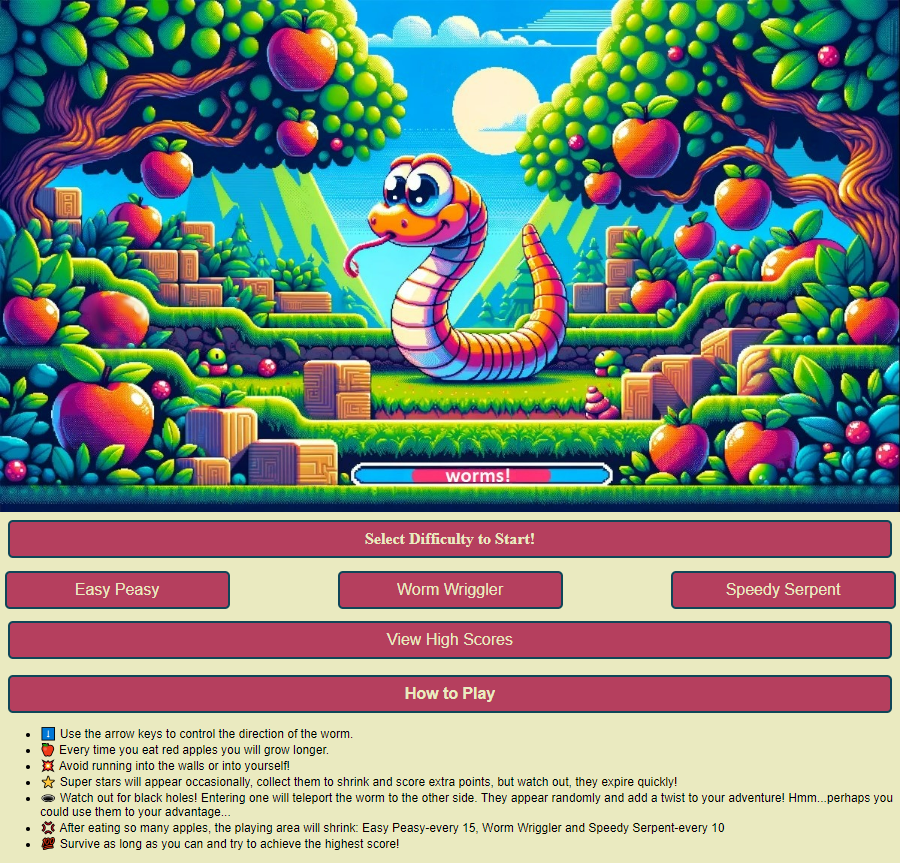 worms!
Select Difficulty to Start!
Easy Peasy
Worm Wriggler
Speedy Serpent
View High Scores
How to Play
Use the arrow keys to control the direction of the worm.
Every time you eat red apples you will grow longer.
Avoid running into the walls or into yourself!
Super stars will appear occasionally, collect them to shrink and score extra points, but watch out, they expire quickly!
Watch out for black holes! Entering one will teleport the worm to the other side. They appear randomly and add a twist to your adventure! Hmm...perhaps you
could use them to your advantage...
After eating so many apples, the playing area will shrink: Easy Peasy-every 15, Worm Wriggler and Speedy Serpent-every 10
Survive as long as you can and try to achieve the highest score!